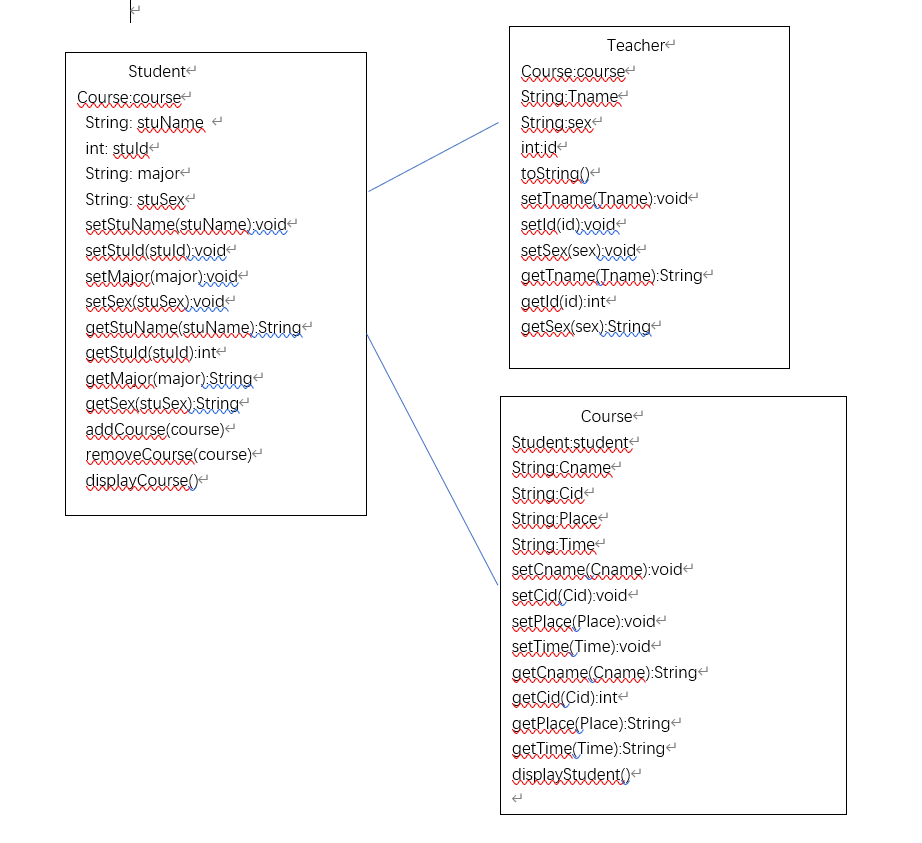 Student
Course:course
String: stuName
int: stuId
String: major
String: stuSex
setStuName(stuName):void
setStuId(stuId):void
setMajor(major):void
setSex(stuSex):void
getStuName(stuName):String
getStuId(stuId):int
getMajor(major):String
getSex(stuSex):String
addCourse(course)
removeCourse(course)
displayCourse()
Teacher
Course:course
String:Tname
String:sex
int:id
toString()
setTname(Tname):void
setId(id):void
setSex(sex):void
getTname(Tname):String
getId(id):int
getSex(sex):String
Course
Student:student
String:Cname
String:Cid
String:Place
String:Time
setCname(Cname):void
setCid(Cid):void
setPlace(Place):void
setTime(Time):void
getCname(Cname):String
getCid(Cid):int
getPlace(Place):String
getTime(Time):String
displayStudent()